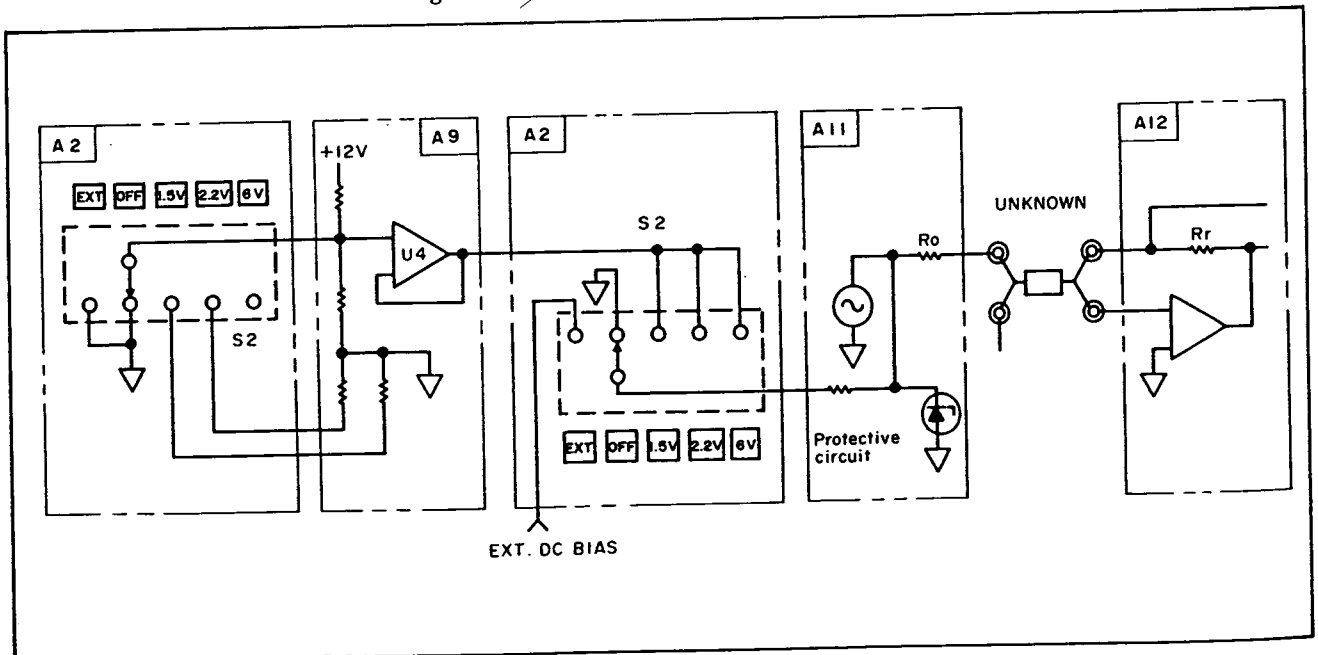 A2
EXT OFF 1.5V 2.2V 6V
S2
A9
+12V
U4
A2
S2
EXT OFF 1.5V 2.2V 6V
EXT. DC BIAS
A11
Ro
Protective
circuit
UNKNOWN
A12
Rr